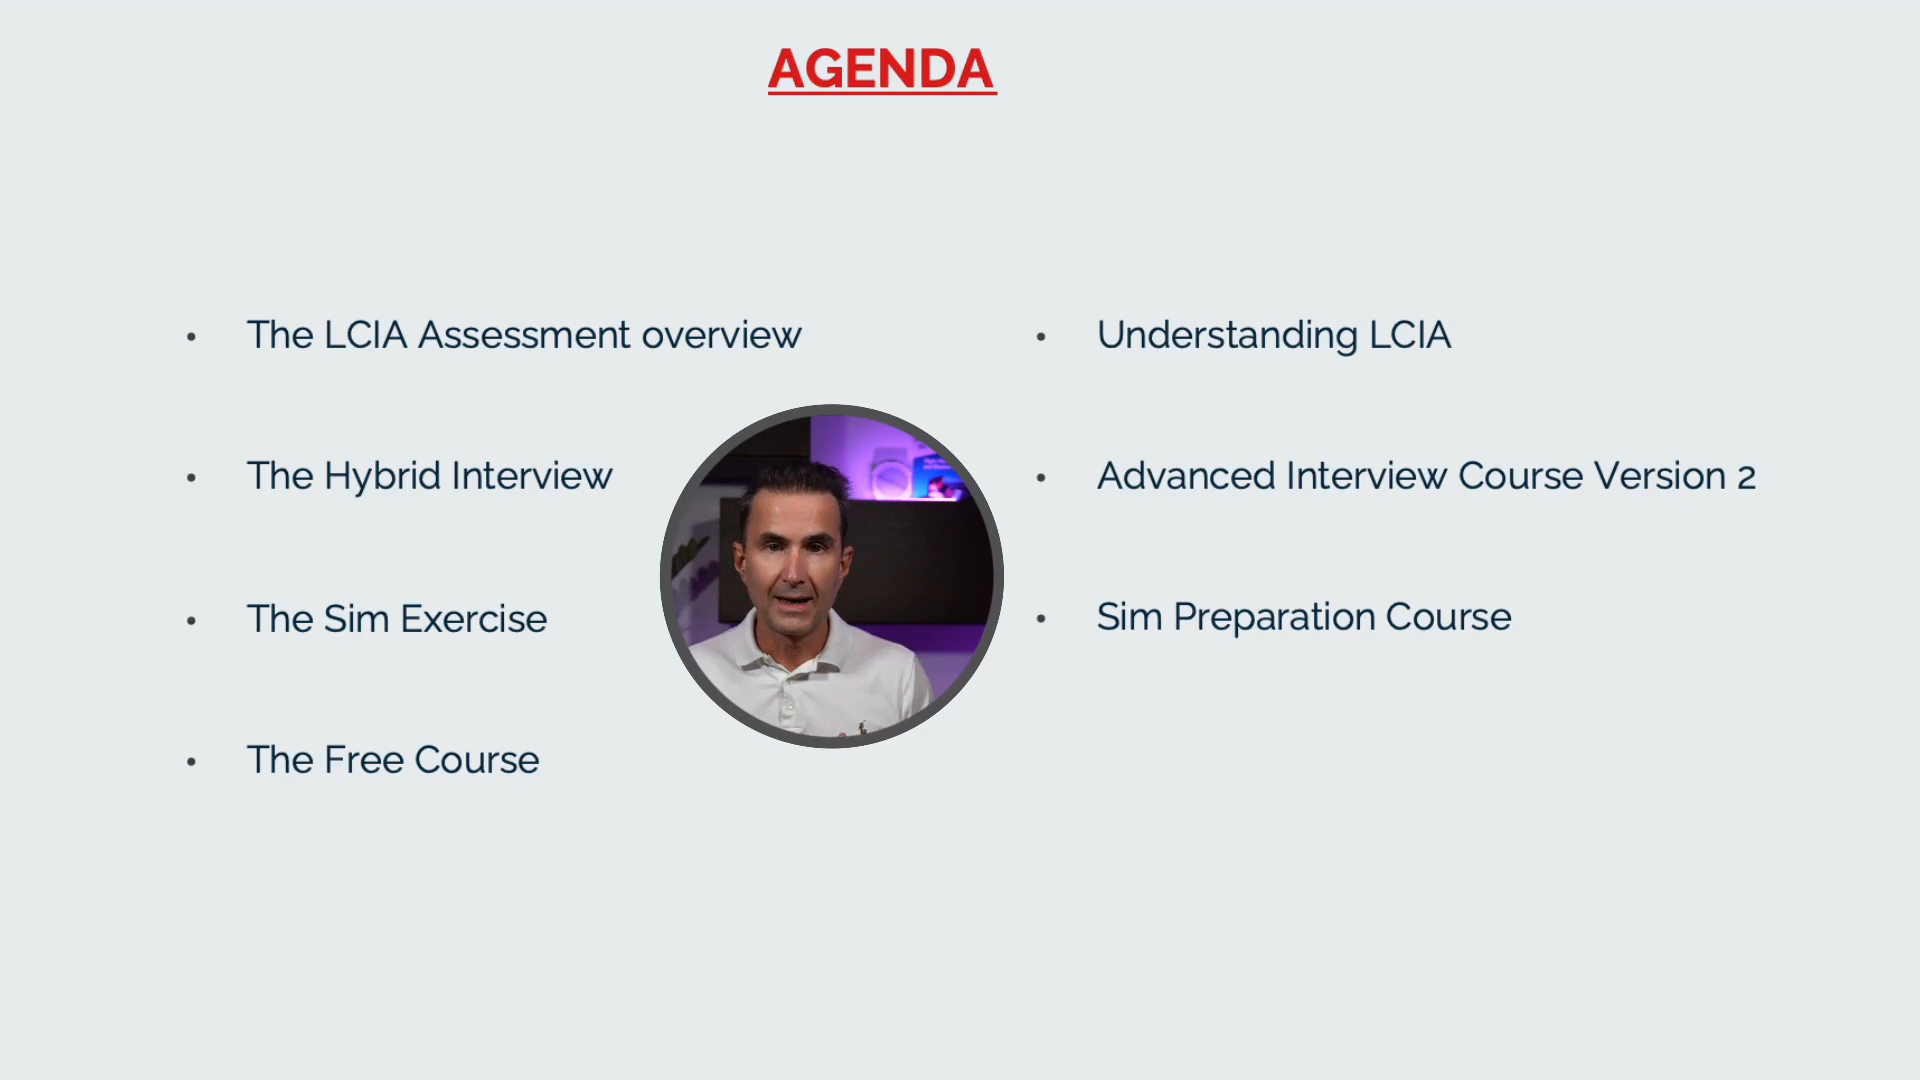 AGENDA
The LCIA Assessment overview
The Hybrid Interview
The Sim Exercise
The Free Course
Understanding LCIA
Advanced Interview Course Version 2
Sim Preparation Course